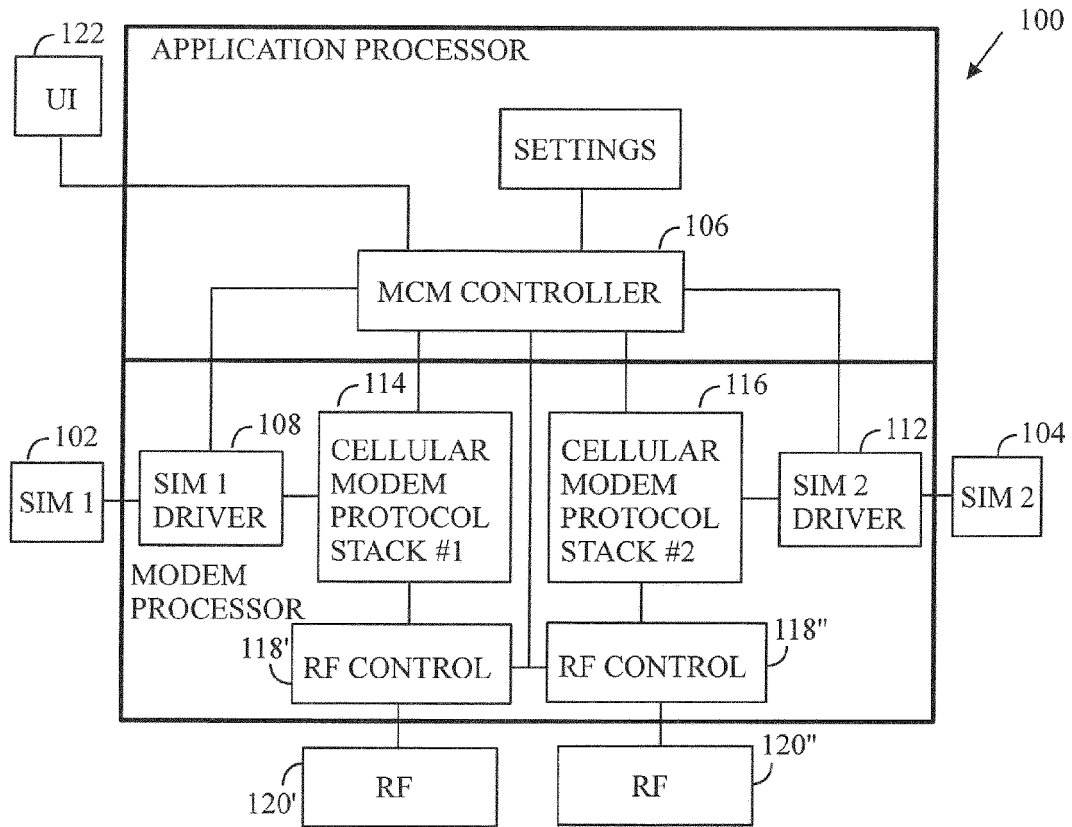 122
100
APPLICATION PROCESSOR
UI
SETTINGS
106
MCM CONTROLLER
114
116
102
108
112
104
SIM 1
SIM 1
DRIVER
CELLULAR
MODEM
PROTOCOL
STACK #1
CELLULAR
MODEM
PROTOCOL
STACK #2
SIM 2
DRIVER
SIM 2
MODEM
PROCESSOR
118'
RF CONTROL
RF CONTROL
118"
120'
RF
RF
120"